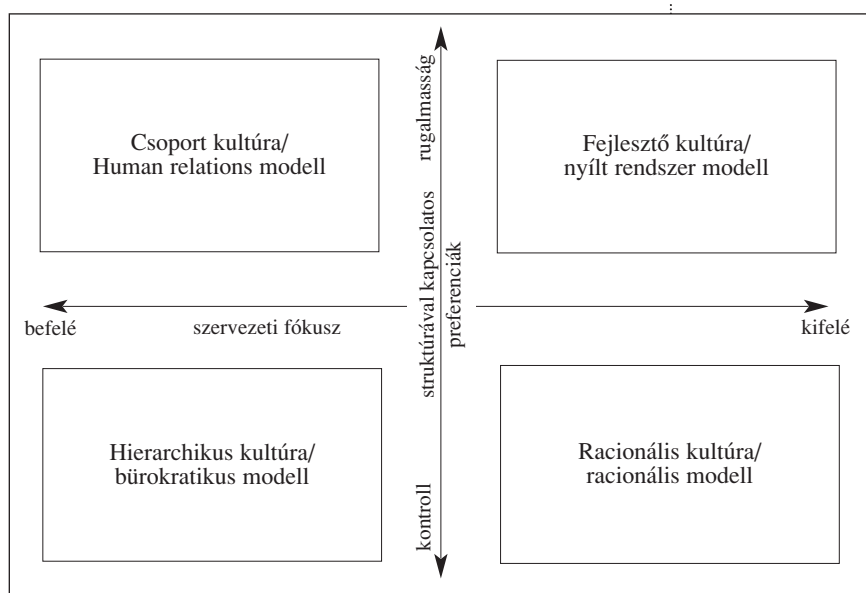 Csoport kultúra/
Human relations modell
rugalmasság
Fejlesztő kultúra/
nyílt rendszer modell
struktúrával kapcsolatos
preferenciák
befelé
szervezeti fókusz
kifelé
Hierarchikus kultúra/
bürokratikus modell
kontroll
Racionális kultúra/
racionális modell